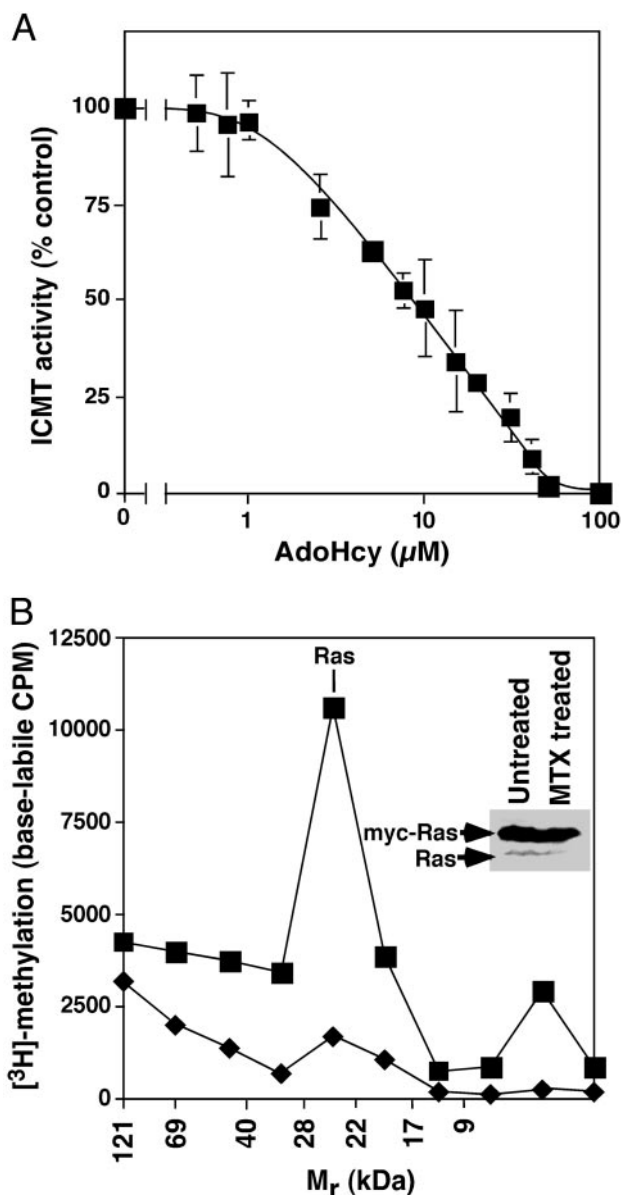 A
ICMT activity (% control)
100
75
50
25
0
0 1 10 100
AdoHcy (µM)
B
[³H]-methylation (base-labile CPM)
12500
10000
7500
5000
2500
0
Ras
Untreated
MTX treated
myc-Ras
Ras
121 69 40 28 22 17 9
Mr (kDa)